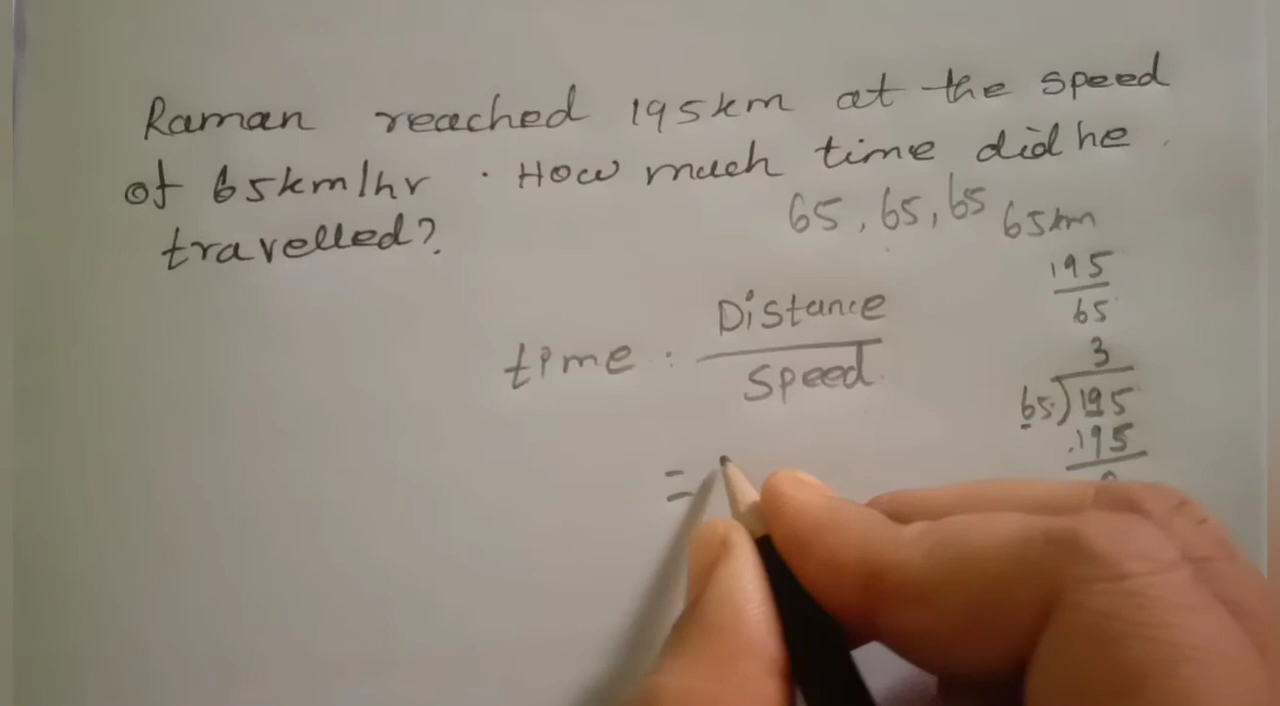 Raman reached 195km at the speed
of 65km/hr . How much time did he
travelled?
65, 65, 65 65km
195
65
time : Distance
Speed
3
65) 195
195
0
=